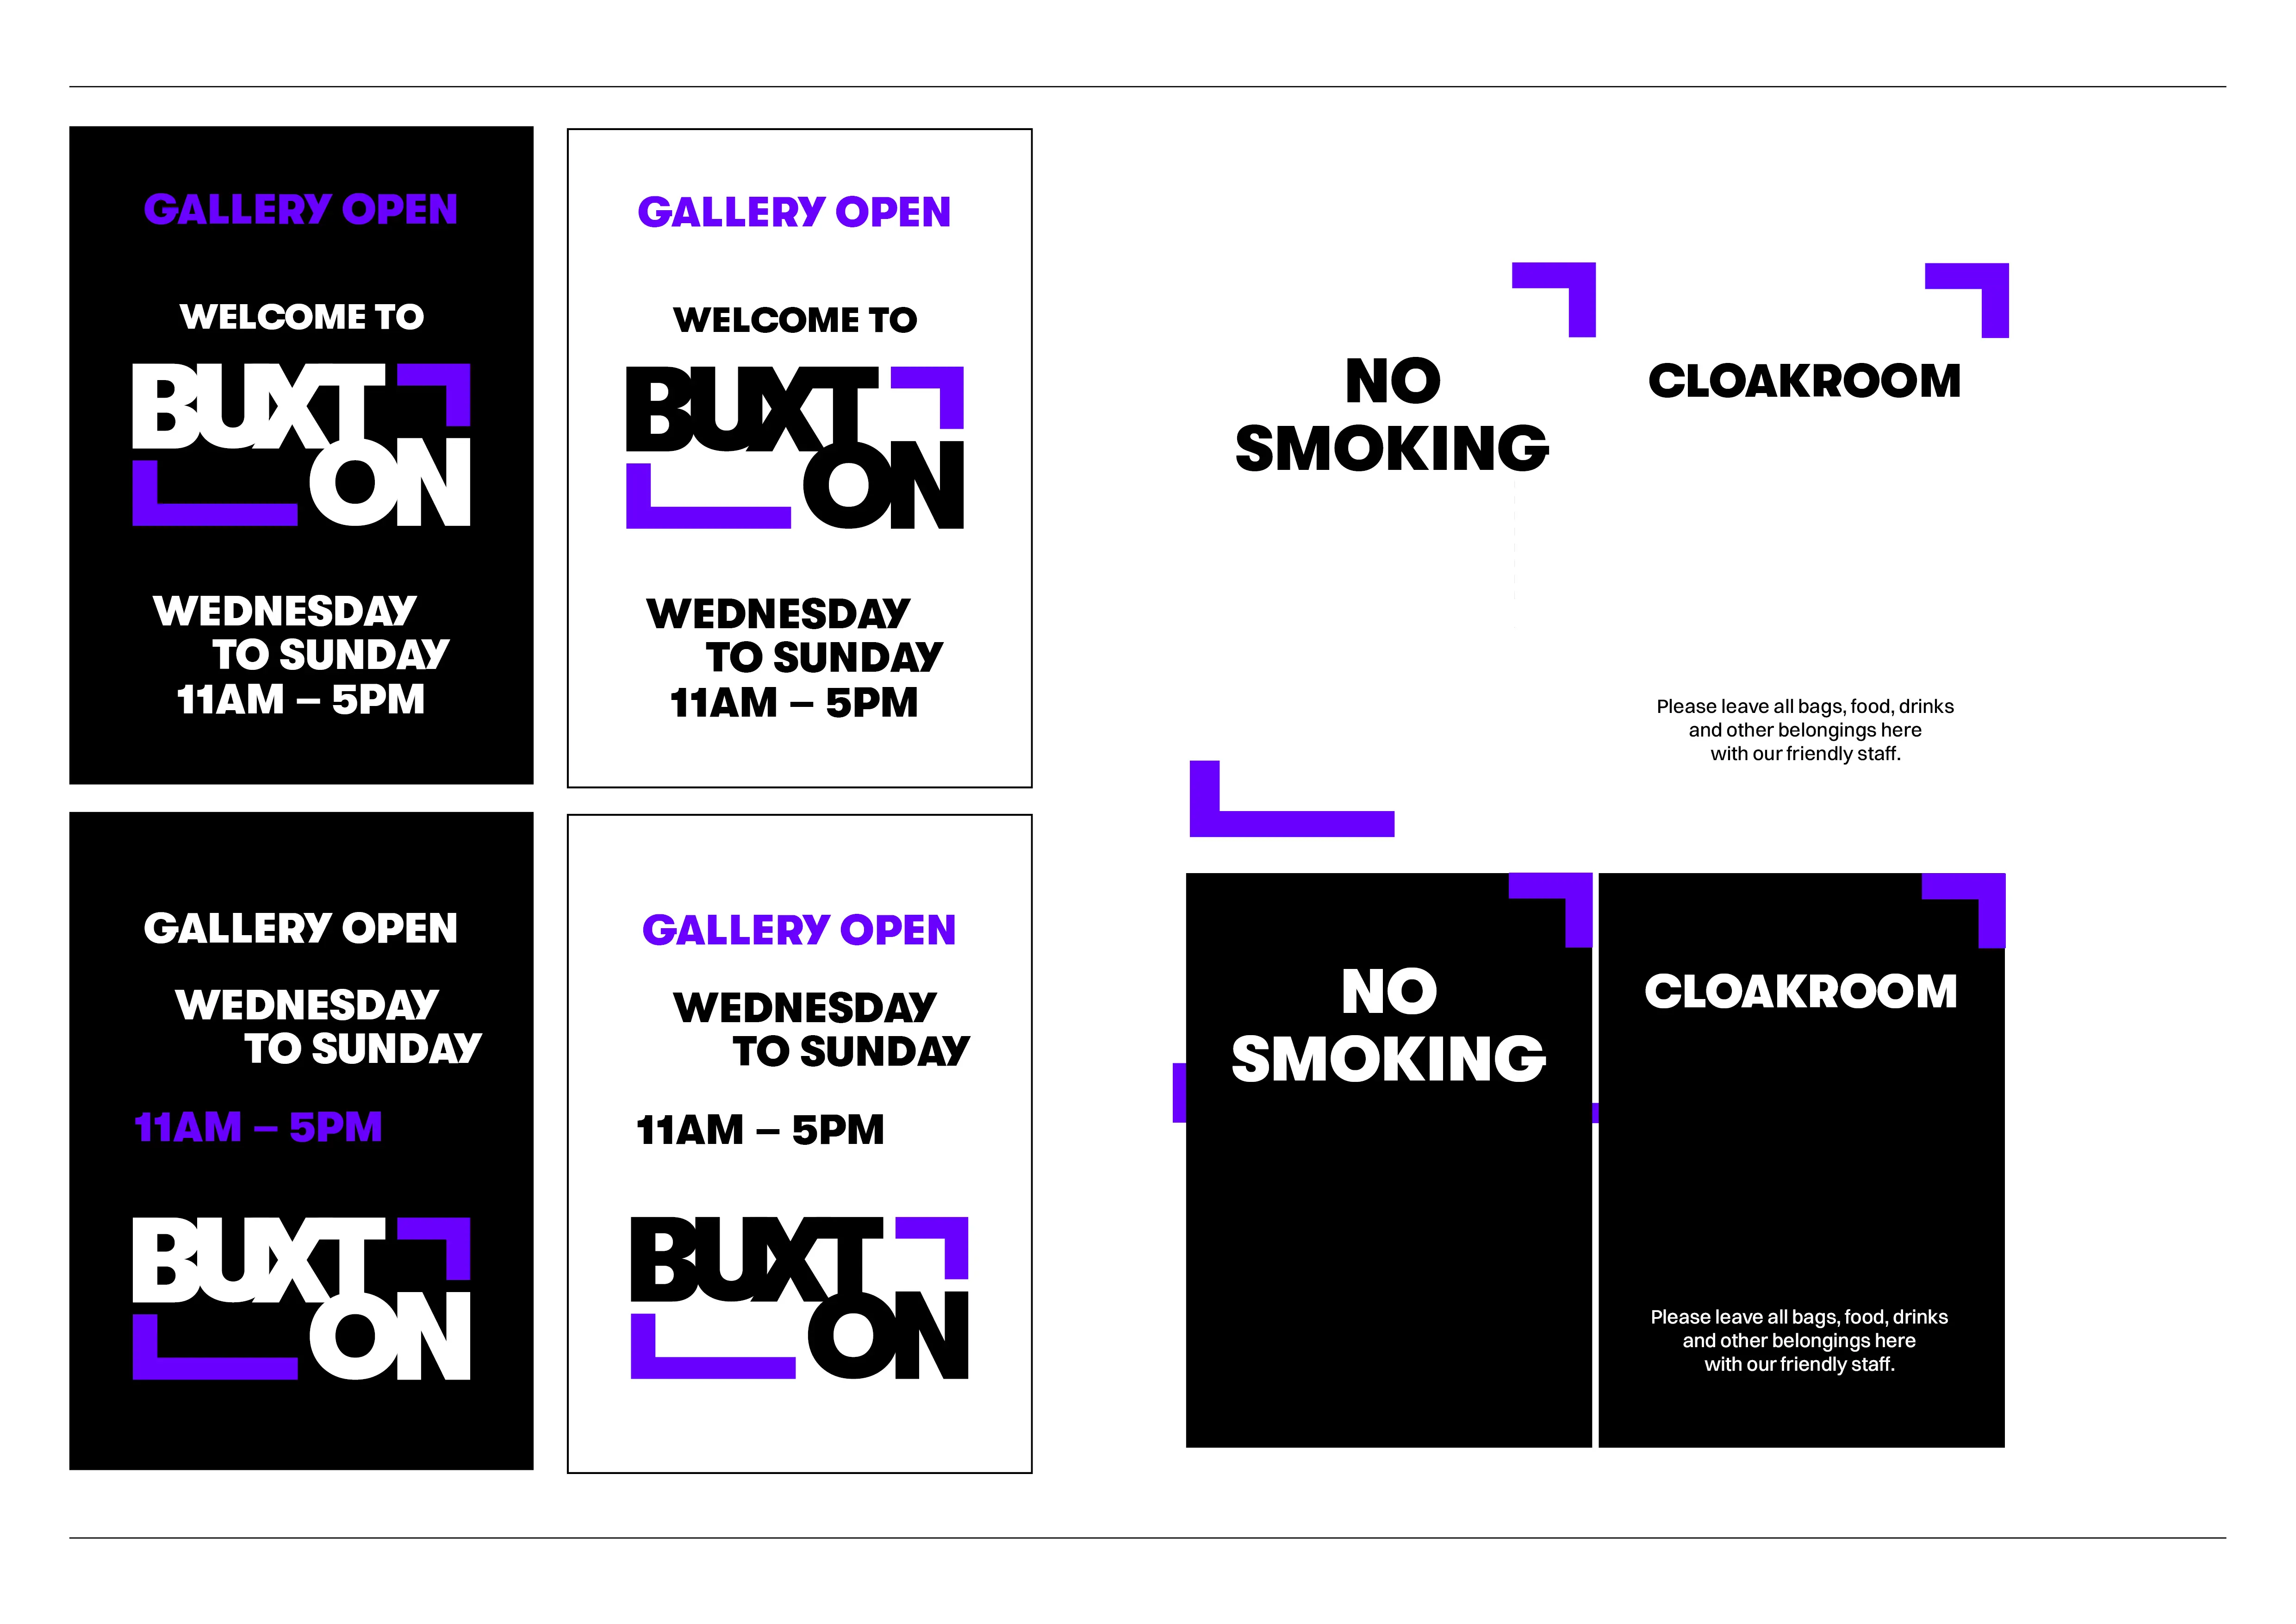 GALLERY OPEN
WELCOME TO
BUXT
ON
WEDNESDAY
TO SUNDAY
11AM – 5PM
GALLERY OPEN
WELCOME TO
BUXT
ON
WEDNESDAY
TO SUNDAY
11AM – 5PM
NO
SMOKING
CLOAKROOM
Please leave all bags, food, drinks
and other belongings here
with our friendly staff.
GALLERY OPEN
WEDNESDAY
TO SUNDAY
11AM – 5PM
BUXT
ON
GALLERY OPEN
WEDNESDAY
TO SUNDAY
11AM – 5PM
BUXT
ON
NO
SMOKING
CLOAKROOM
Please leave all bags, food, drinks
and other belongings here
with our friendly staff.